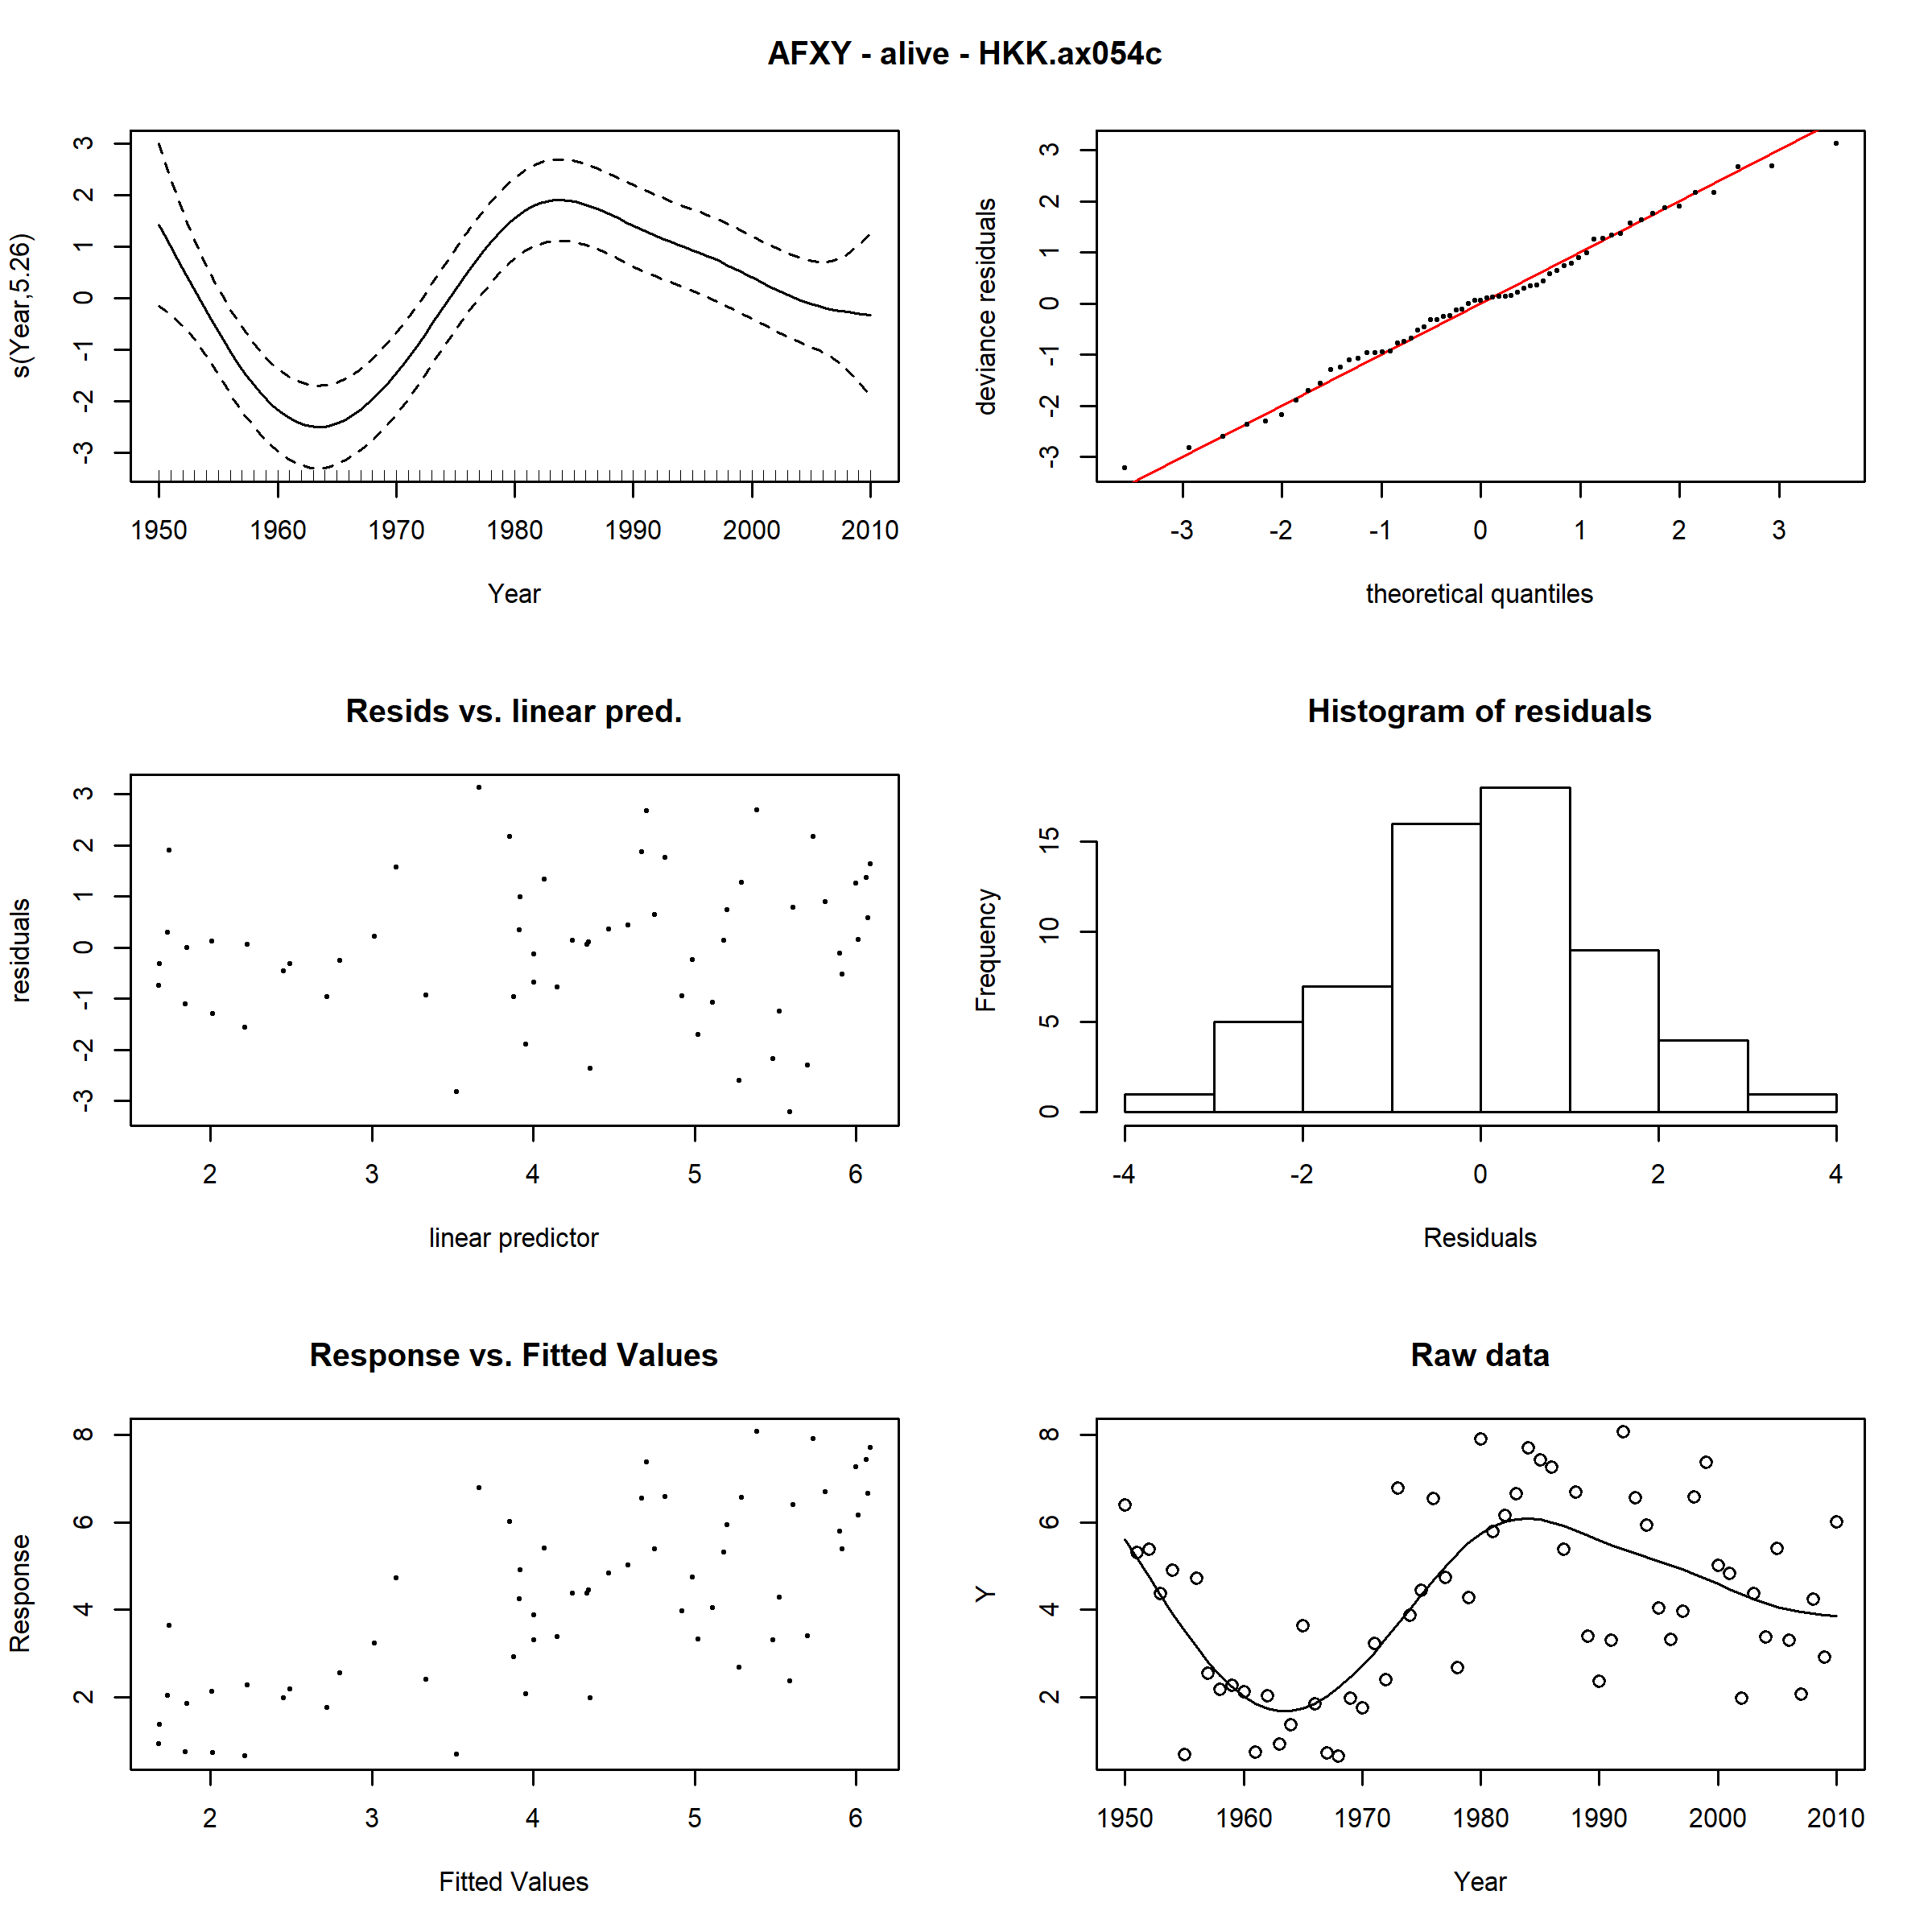 AFXY - alive - HKK.ax054c
s(Year,5.26)
3
2
1
0
-1
-2
-3
1950 1960 1970 1980 1990 2000 2010
Year
deviance residuals
3
2
1
0
-1
-2
-3
-3 -2 -1 0 1 2 3
theoretical quantiles
Resids vs. linear pred.
residuals
3
2
1
0
-1
-2
-3
2 3 4 5 6
linear predictor
Histogram of residuals
Frequency
15
10
5
0
-4 -2 0 2 4
Residuals
Response vs. Fitted Values
Response
8
6
4
2
2 3 4 5 6
Fitted Values
Raw data
Y
8
6
4
2
1950 1960 1970 1980 1990 2000 2010
Year